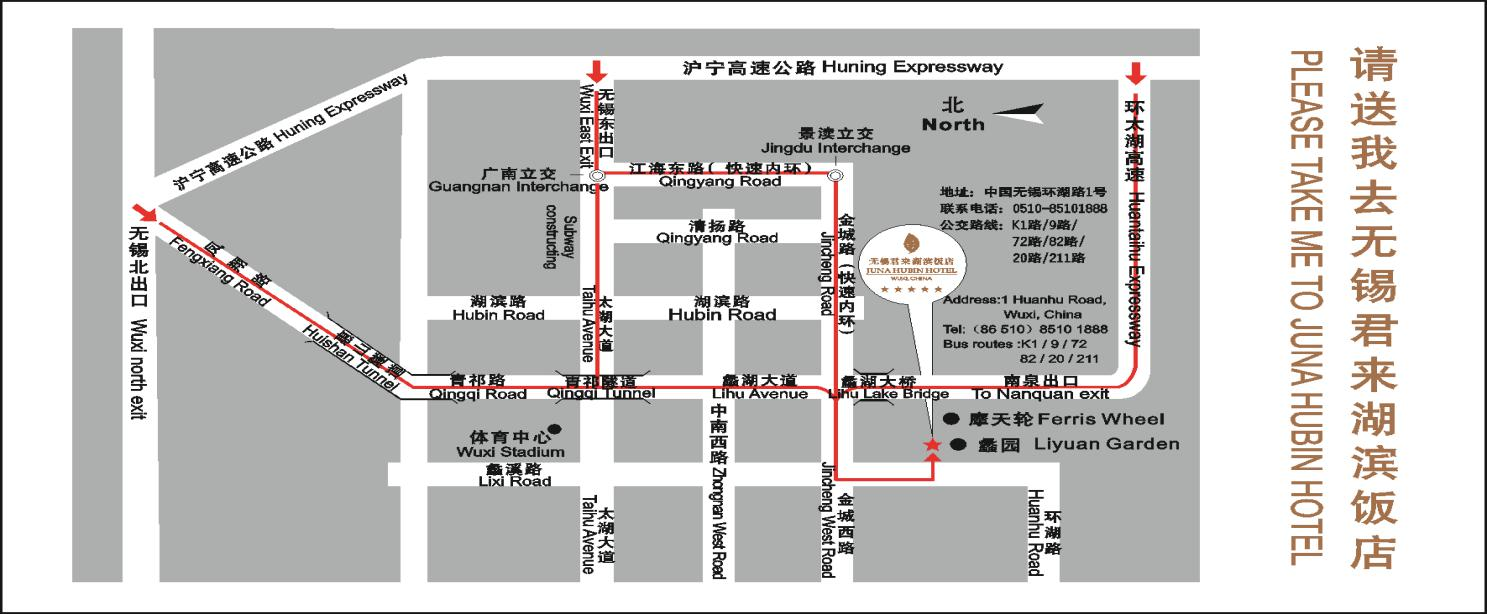 沪宁高速公路 Huning Expressway
沪宁高速公路 Huning Expressway
无锡东出口
Wuxi East Exit
北
North
环太湖高速 Huantaihu Expressway
景渎立交
Jingdu Interchange
广南立交
Guangnan Interchange
江海东路( 快速内环)
Qingyang Road
地址: 中国无锡环湖路1号
联系电话: 0510-85101888
公交路线: K1路/9路/
72路/82路/
20路/211路
Subway
constructing
清扬路
Qingyang Road
金城路(快速内环)
Jincheng Road
无锡君来湖滨饭店
JUNA HUBIN HOTEL
WUXI, CHINA
无锡北出口 Wuxi north exit
Fengxiang Road
湖滨路
Hubin Road
太湖大道
Taihu Avenue
湖滨路
Hubin Road
Address:1 Huanhu Road,
Wuxi, China
Tel: (86 510) 8510 1888
Bus routes :K1 / 9 / 72
82 / 20 / 211
Huishan Tunnel
青祁路
Qingqi Road
青祁隧道
Qingqi Tunnel
蠡湖大道
Lihu Avenue
蠡湖大桥
Lihu Lake Bridge
南泉出口
To Nanquan exit
摩天轮 Ferris Wheel
蠡园 Liyuan Garden
体育中心
Wuxi Stadium
蠡溪路
Lixi Road
中南西路 Zhongnan West Road
太湖大道
Taihu Avenue
金城西路
Jincheng West Road
环湖路
Huanhu Road
请送我去无锡君来湖滨饭店
PLEASE TAKE ME TO JUNA HUBIN HOTEL